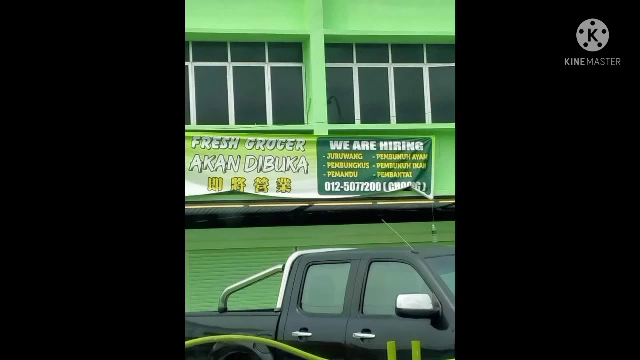 FRESH GROCER
AKAN DIBUKA
即將營業
WE ARE HIRING
- JURUWANG - PEMBUNUH AYAM
- PEMBUNGKUS - PEMBUNUH IKAN
- PEMANDU - PEMBANTAI
012-5077200
KINEMASTER